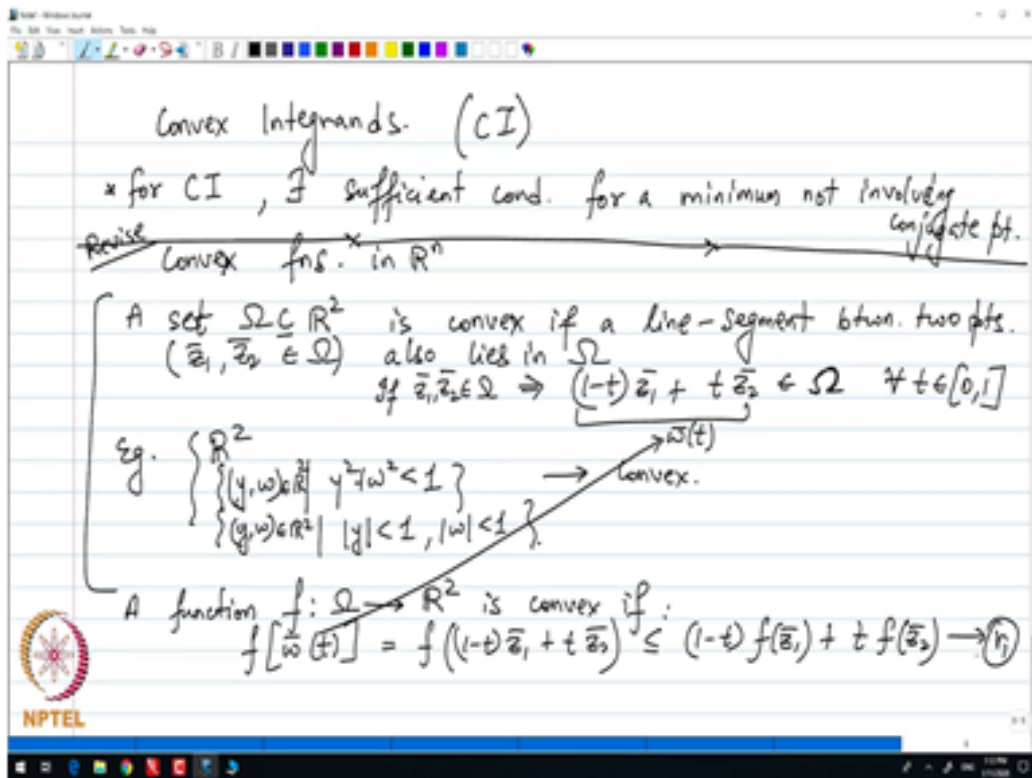 Convex Integrands. (CI)
* for CI, ∃ sufficient cond. for a minimum not involving
conjugate pt.
Revise
Convex fns. in ℝⁿ
A set Ω ⊆ ℝ² is convex if a line-segment btwn. two pts.
(z̄₁, z̄₂ ∈ Ω) also lies in Ω
If z̄₁, z̄₂ ∈ Ω ⇒ (1-t) z̄₁ + t z̄₂ ∈ Ω ∀ t ∈ [0,1]
w̄(t)
Eg. { ℝ²
{(y,w)∈ℝ² | y²+w² < 1} → Convex.
{(y,w)∈ℝ² | |y| < 1, |w| < 1}
A function f: Ω → ℝ² is convex if:
f[w̄(t)] = f((1-t) z̄₁ + t z̄₂) ≤ (1-t) f(z̄₁) + t f(z̄₂) → (r₁)
NPTEL